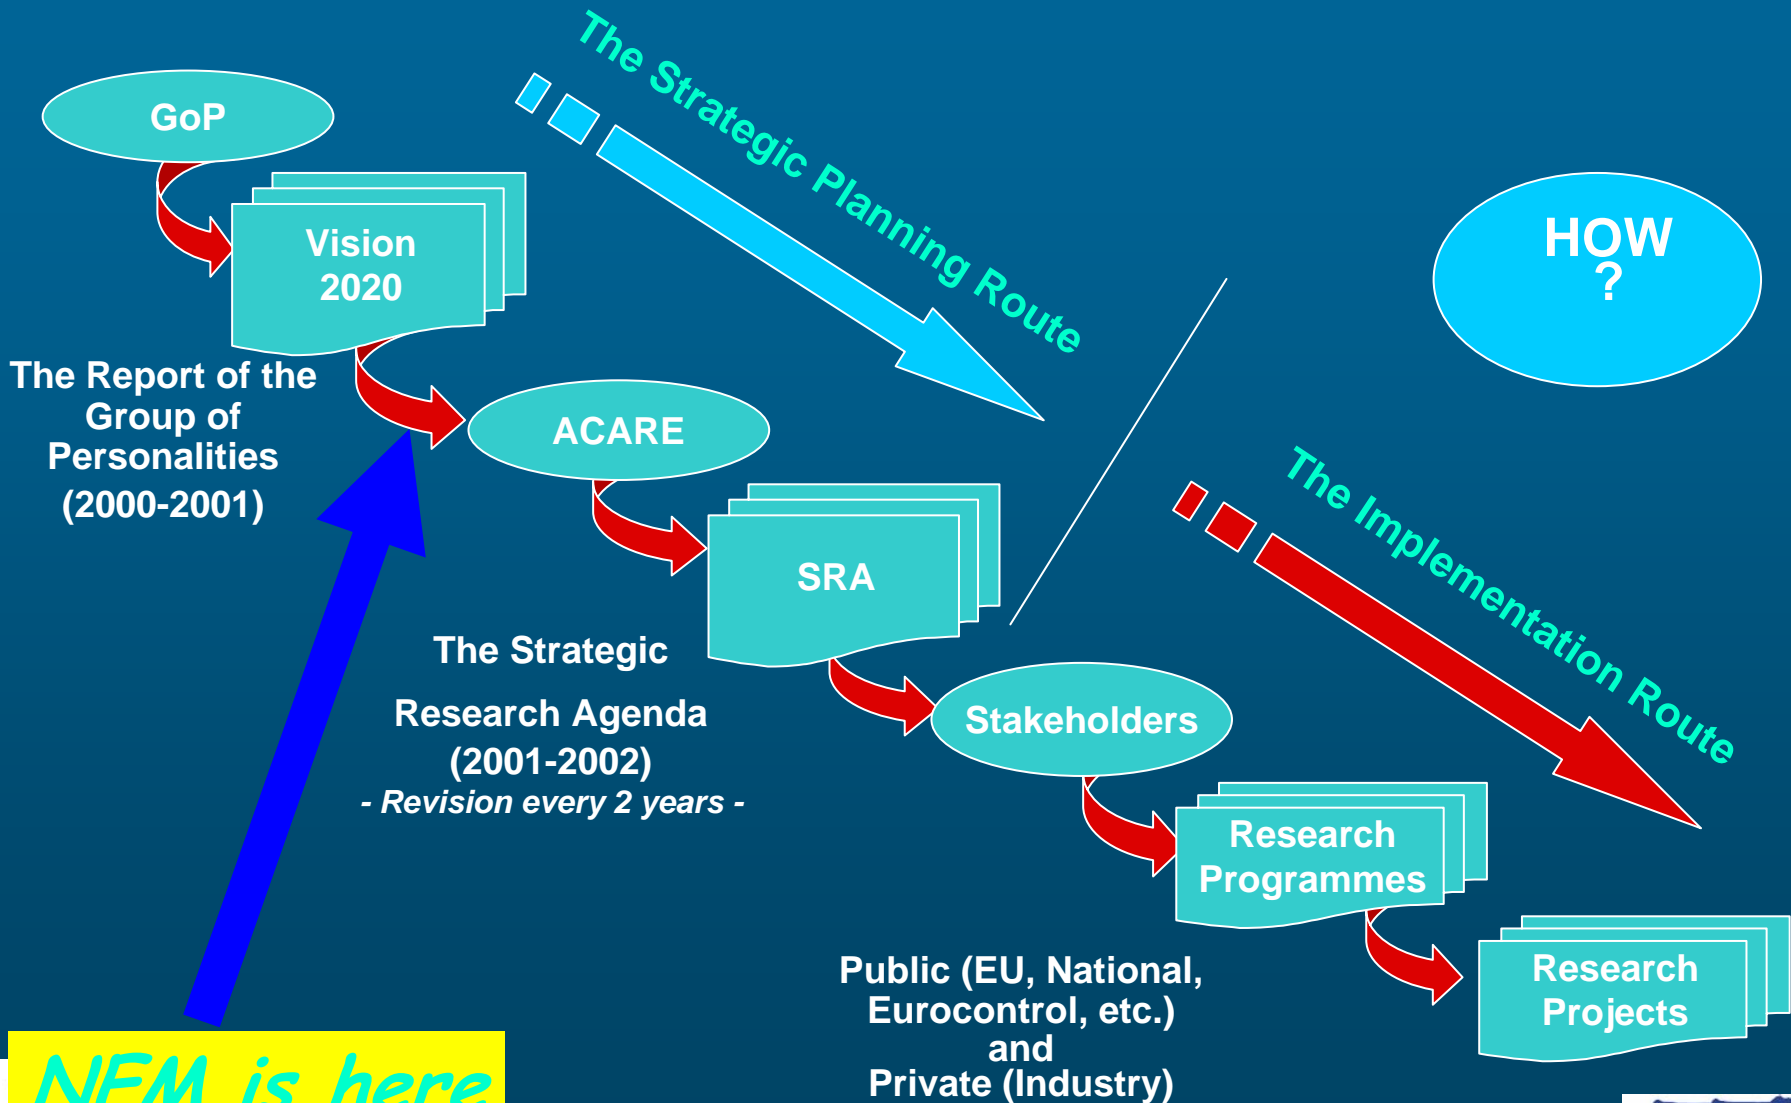 The Strategic Planning Route
GoP
Vision
2020
HOW
?
The Report of the
Group of
Personalities
(2000-2001)
ACARE
The Implementation Route
SRA
The Strategic
Research Agenda
(2001-2002)
- Revision every 2 years -
Stakeholders
Research
Programmes
Public (EU, National,
Eurocontrol, etc.)
and
Private (Industry)
Research
Projects
NFM is here